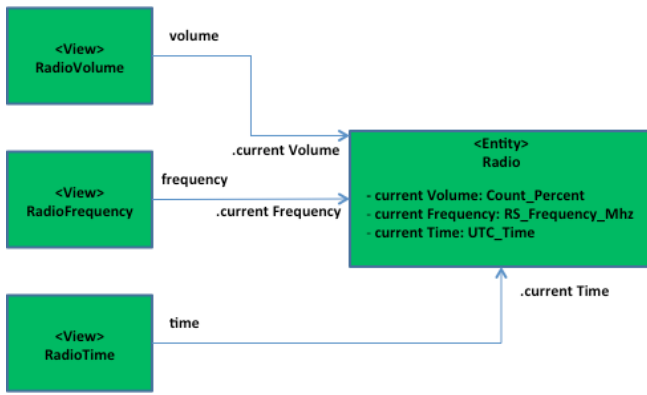 <View>
RadioVolume
volume
.current Volume
<Entity>
Radio
- current Volume: Count_Percent
- current Frequency: RS_Frequency_Mhz
- current Time: UTC_Time
<View>
RadioFrequency
frequency
.current Frequency
.current Time
<View>
RadioTime
time